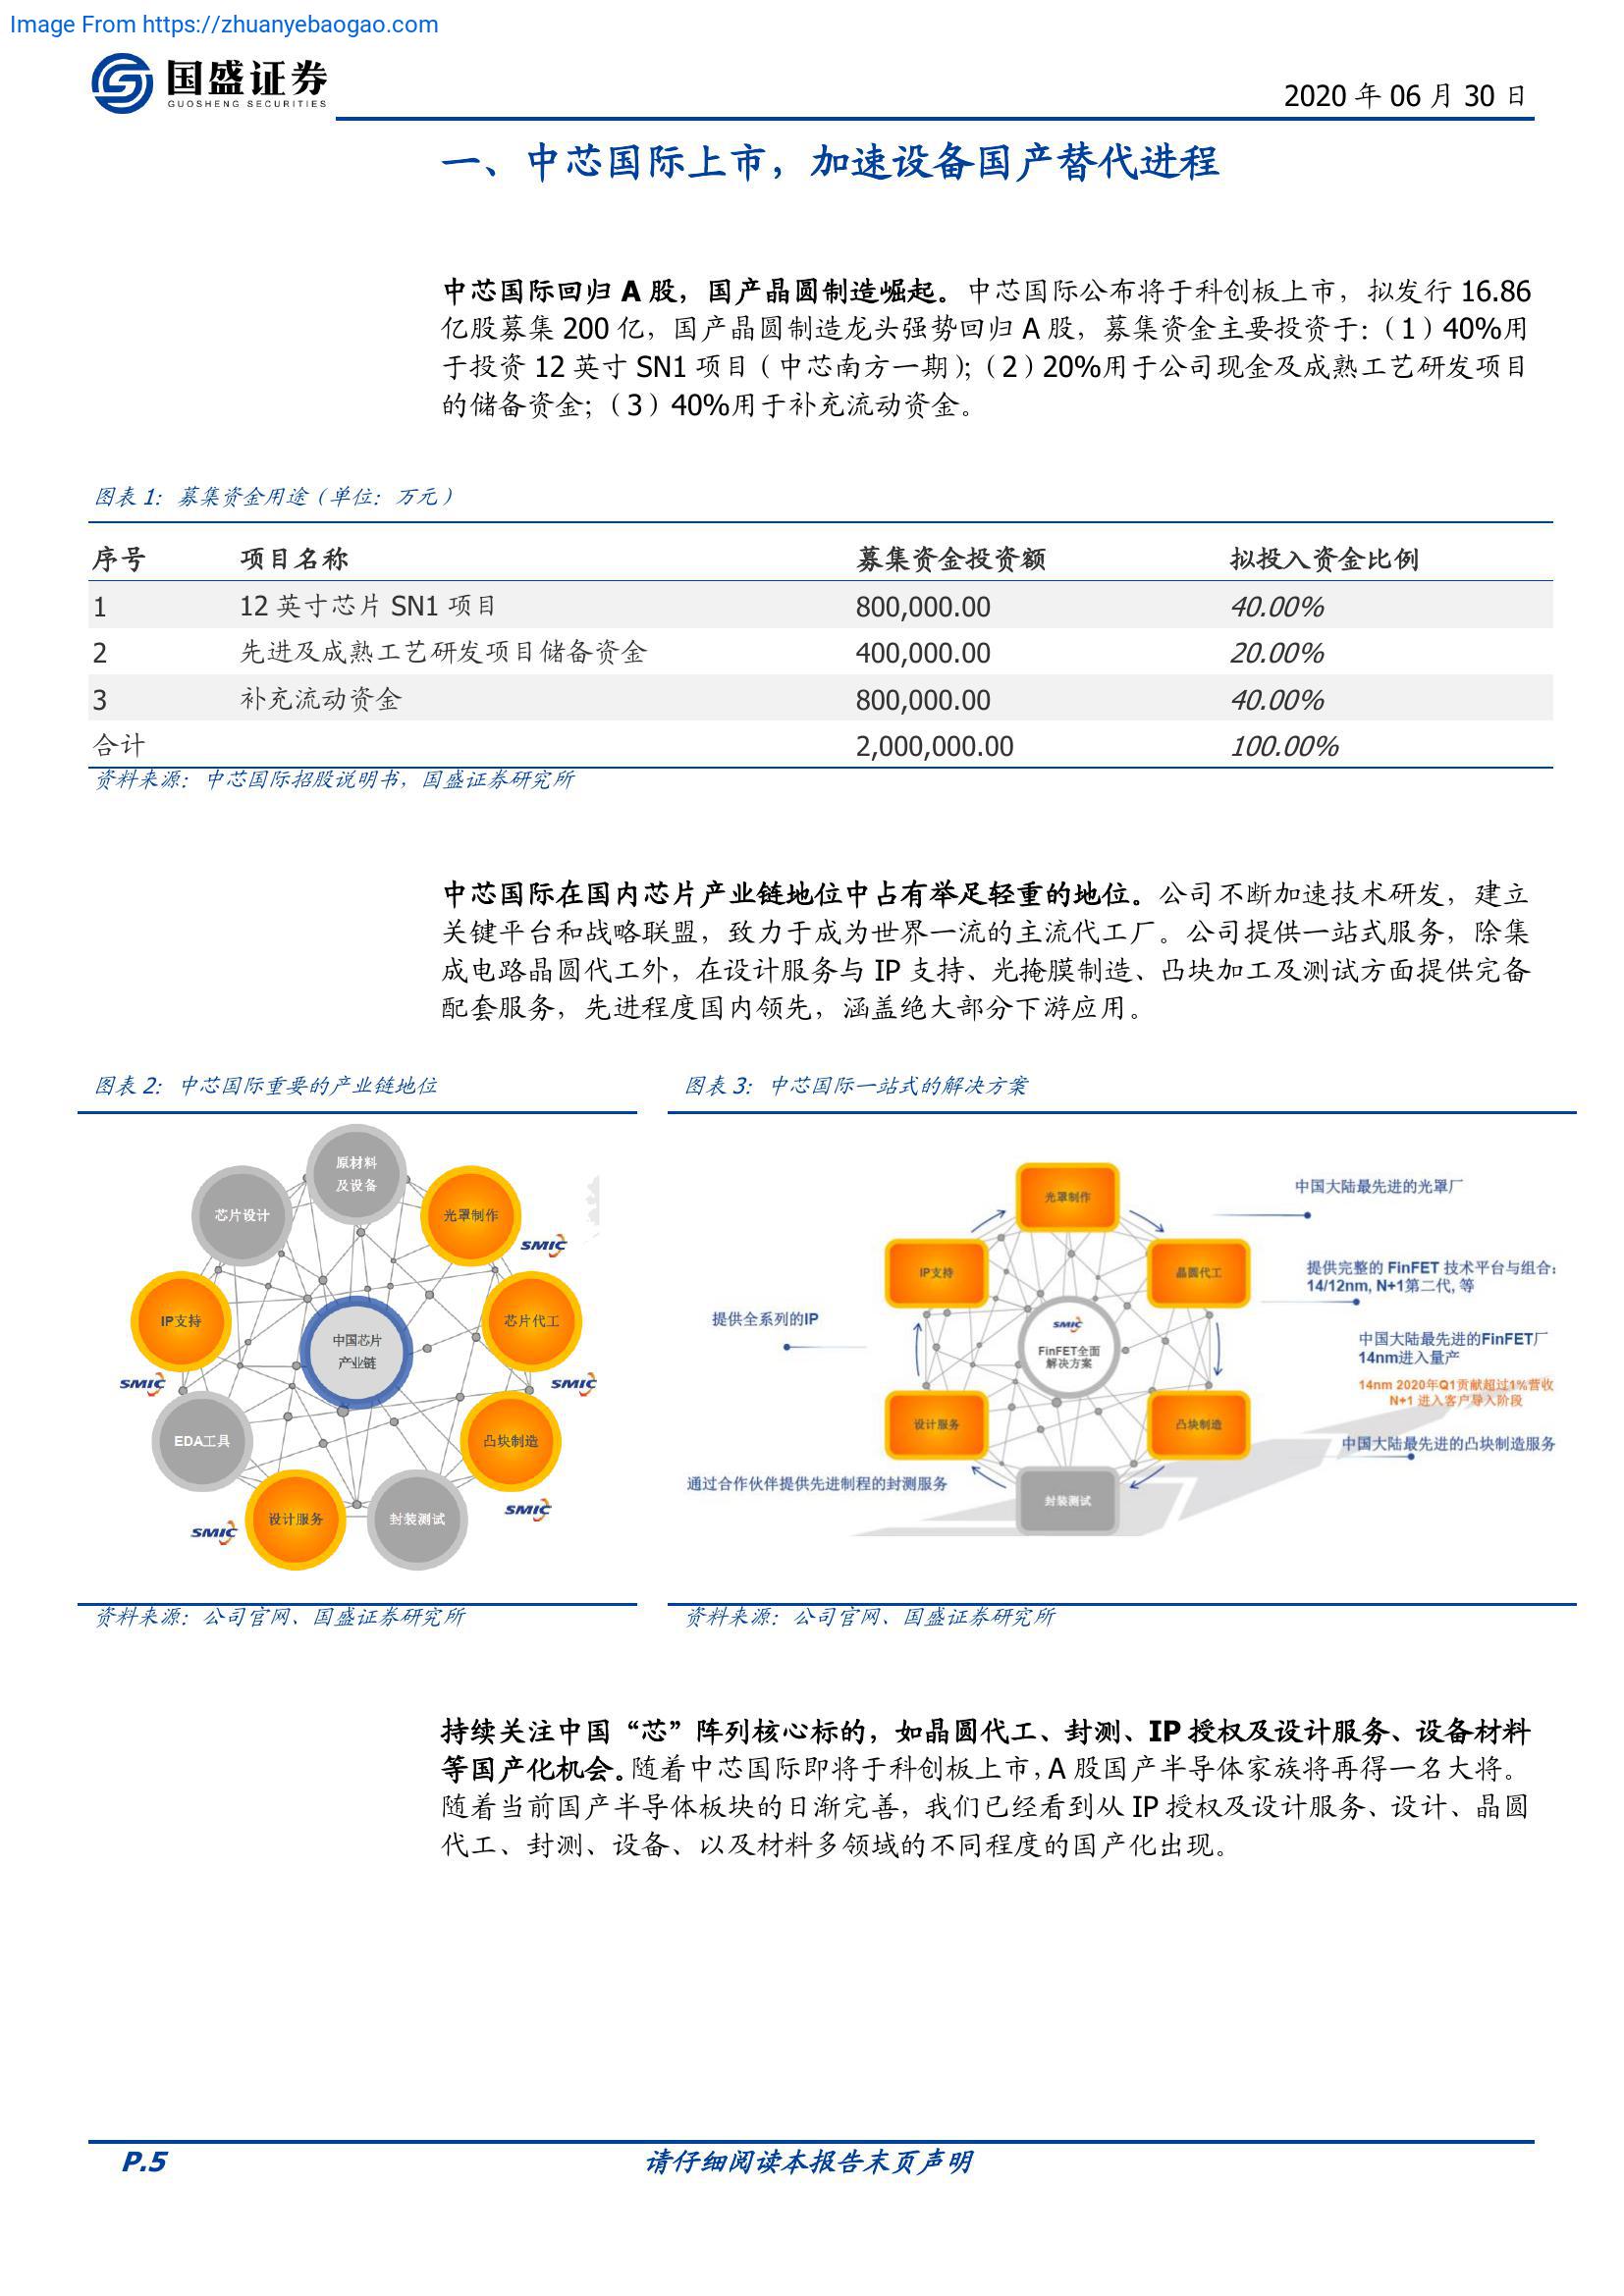 Image From https://zhuanyebaogao.com
国盛证券
GUOSHENG SECURITIES
2020 年 06 月 30 日
一、中芯国际上市，加速设备国产替代进程
中芯国际回归 A 股，国产晶圆制造崛起。中芯国际公布将于科创板上市，拟发行 16.86
亿股募集 200 亿，国产晶圆制造龙头强势回归 A 股，募集资金主要投资于：（1）40%用
于投资 12 英寸 SN1 项目（中芯南方一期）；（2）20%用于公司现金及成熟工艺研发项目
的储备资金；（3）40%用于补充流动资金。
图表 1：募集资金用途（单位：万元）
序号 项目名称 募集资金投资额 拟投入资金比例
1 12 英寸芯片 SN1 项目 800,000.00 40.00%
2 先进及成熟工艺研发项目储备资金 400,000.00 20.00%
3 补充流动资金 800,000.00 40.00%
合计 2,000,000.00 100.00%
资料来源：中芯国际招股说明书，国盛证券研究所
中芯国际在国内芯片产业链地位中占有举足轻重的地位。公司不断加速技术研发，建立
关键平台和战略联盟，致力于成为世界一流的主流代工厂。公司提供一站式服务，除集
成电路晶圆代工外，在设计服务与 IP 支持、光掩膜制造、凸块加工及测试方面提供完备
配套服务，先进程度国内领先，涵盖绝大部分下游应用。
图表 2：中芯国际重要的产业链地位
原材料
及设备
芯片设计
光罩制作
SMIC
IP支持
芯片代工
中国芯片
产业链
SMIC
SMIC
EDA工具
凸块制造
SMIC
设计服务
封装测试
SMIC
资料来源：公司官网、国盛证券研究所
图表 3：中芯国际一站式的解决方案
光罩制作
中国大陆最先进的光罩厂
IP支持
晶圆代工
提供完整的 FinFET 技术平台与组合：
14/12nm, N+1第二代, 等
提供全系列的IP
SMIC
FinFET全面
解决方案
中国大陆最先进的FinFET厂
14nm进入量产
14nm 2020年Q1贡献超过1%营收
N+1 进入客户导入阶段
设计服务
凸块制造
中国大陆最先进的凸块制造服务
通过合作伙伴提供先进制程的封测服务
封装测试
资料来源：公司官网、国盛证券研究所
持续关注中国“芯”阵列核心标的，如晶圆代工、封测、IP 授权及设计服务、设备材料
等国产化机会。随着中芯国际即将于科创板上市，A 股国产半导体家族将再得一名大将。
随着当前国产半导体板块的日渐完善，我们已经看到从 IP 授权及设计服务、设计、晶圆
代工、封测、设备、以及材料多领域的不同程度的国产化出现。
P.5
请仔细阅读本报告末页声明